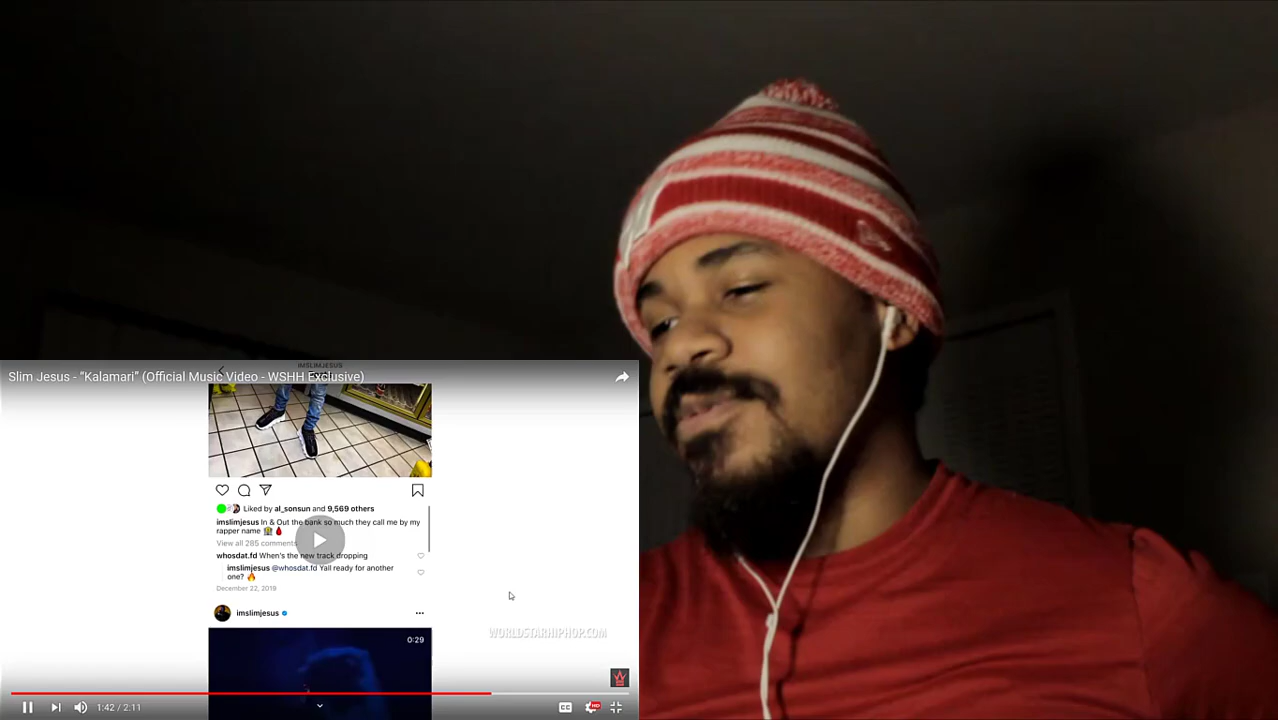 IMSLIMJESUS
Slim Jesus - “Kalamari” (Official Music Video - WSHH Exclusive)
Liked by al_sonsun and 9,569 others
imslimjesus In & Out the bank so much they call me by my
rapper name 🏦🩸
View all 285 comments
whosdat.fd When's the new track dropping
imslimjesus @whosdat.fd Yall ready for another
one? 🔥
December 22, 2019
imslimjesus
0:29
WORLDSTARHIPHOP.COM
1:42 / 2:11
CC
HD